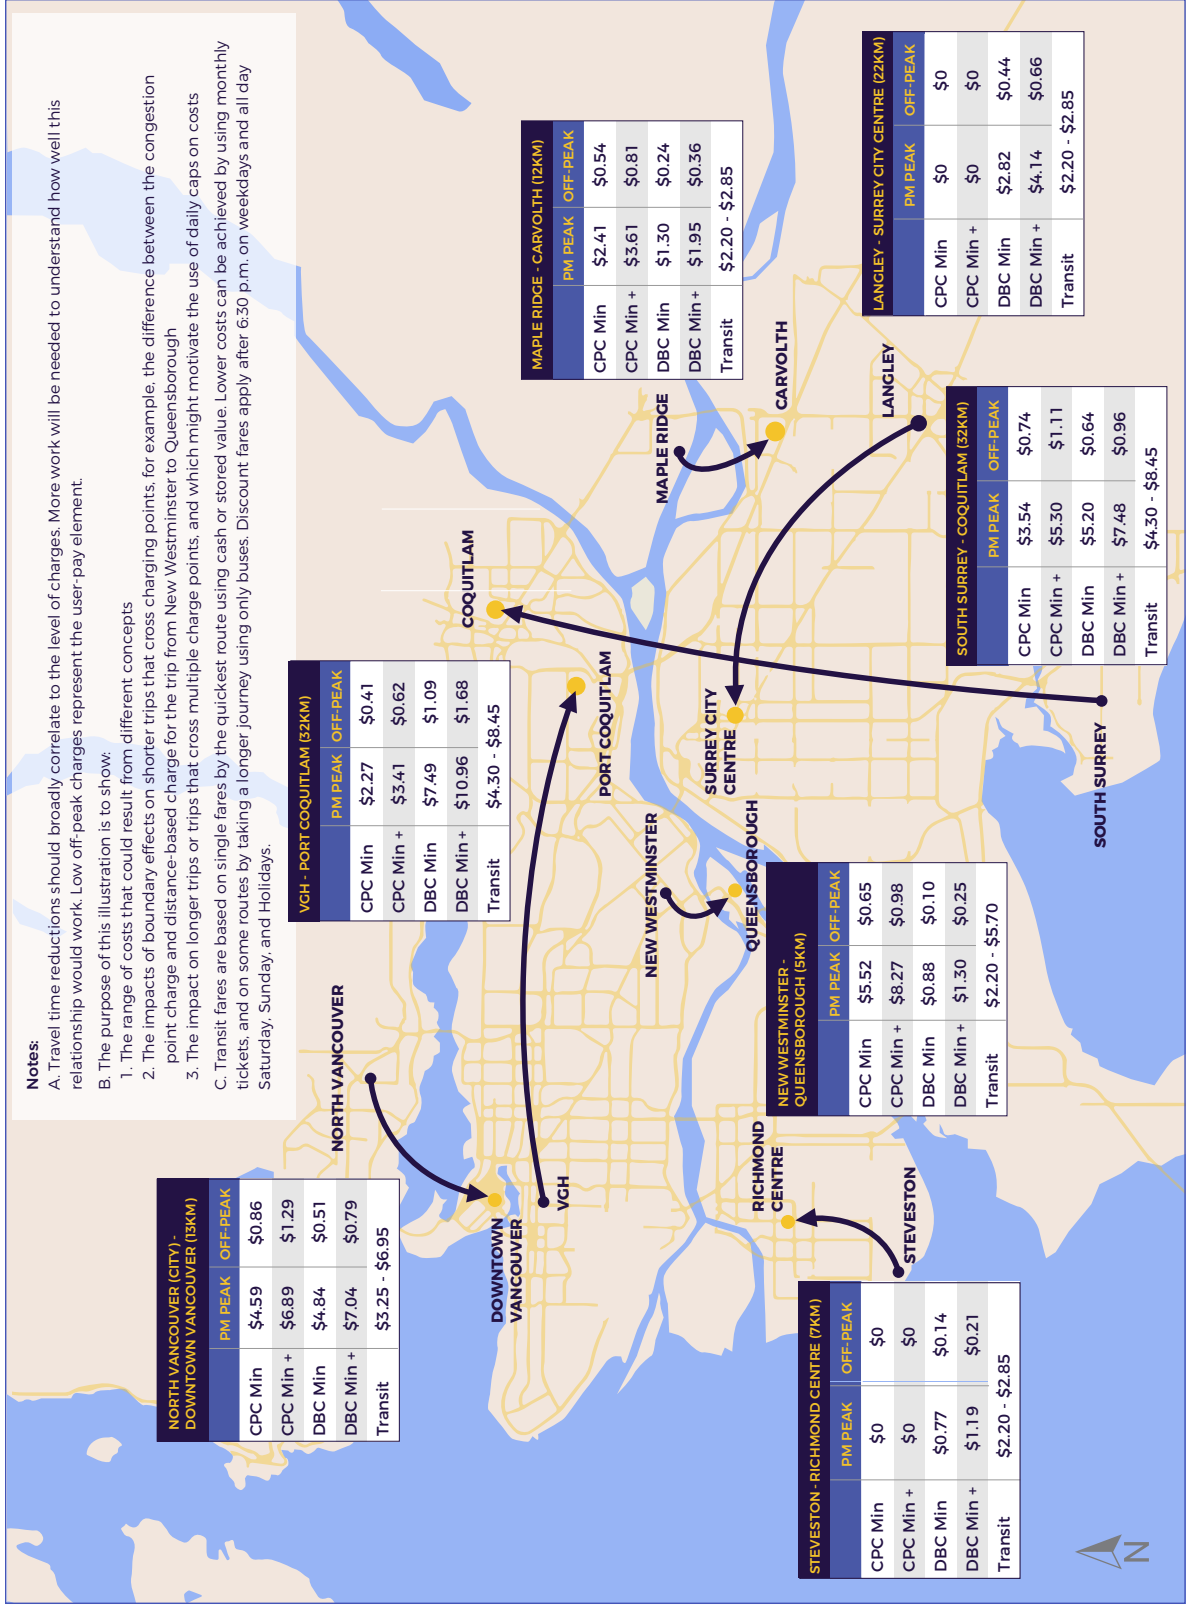 Notes:
A. Travel time reductions should broadly correlate to the level of charges. More work will be needed to understand how well this
relationship would work. Low off-peak charges represent the user-pay element.
B. The purpose of this illustration is to show:
1. The range of costs that could result from different concepts
2. The impacts of boundary effects on shorter trips that cross charging points, for example, the difference between the congestion
point charge and distance-based charge for the trip from New Westminster to Queensborough
3. The impact on longer trips or trips that cross multiple charge points, and which might motivate the use of daily caps on costs
C. Transit fares are based on single fares by the quickest route using cash or stored value. Lower costs can be achieved by using monthly
tickets, and on some routes by taking a longer journey using only buses. Discount fares apply after 6:30 p.m. on weekdays and all day
Saturday, Sunday. and Holidays.
NORTH VANCOUVER (CITY) -
DOWNTOWN VANCOUVER (13KM)
PM PEAK OFF-PEAK
CPC Min $4.59 $0.86
CPC Min + $6.89 $1.29
DBC Min $4.84 $0.51
DBC Min + $7.04 $0.79
Transit $3.25 - $6.95
VGH - PORT COQUITLAM (32KM)
PM PEAK OFF-PEAK
CPC Min $2.27 $0.41
CPC Min + $3.41 $0.62
DBC Min $7.49 $1.09
DBC Min + $10.96 $1.68
Transit $4.30 - $8.45
MAPLE RIDGE - CARVOLTH (12KM)
PM PEAK OFF-PEAK
CPC Min $2.41 $0.54
CPC Min + $3.61 $0.81
DBC Min $1.30 $0.24
DBC Min + $1.95 $0.36
Transit $2.20 - $2.85
NORTH VANCOUVER
COQUITLAM
DOWNTOWN
VANCOUVER
VGH
PORT COQUITLAM
MAPLE RIDGE
NEW WESTMINSTER
SURREY CITY
CENTRE
CARVOLTH
QUEENSBOROUGH
RICHMOND
CENTRE
LANGLEY
STEVESTON
SOUTH SURREY
STEVESTON - RICHMOND CENTRE (7KM)
PM PEAK OFF-PEAK
CPC Min $0 $0
CPC Min + $0 $0
DBC Min $0.77 $0.14
DBC Min + $1.19 $0.21
Transit $2.20 - $2.85
NEW WESTMINSTER -
QUEENSBOROUGH (5KM)
PM PEAK OFF-PEAK
CPC Min $5.52 $0.65
CPC Min + $8.27 $0.98
DBC Min $0.88 $0.10
DBC Min + $1.30 $0.25
Transit $2.20 - $5.70
LANGLEY - SURREY CITY CENTRE (22KM)
PM PEAK OFF-PEAK
CPC Min $0 $0
CPC Min + $0 $0
DBC Min $2.82 $0.44
DBC Min + $4.14 $0.66
Transit $2.20 - $2.85
SOUTH SURREY - COQUITLAM (32KM)
PM PEAK OFF-PEAK
CPC Min $3.54 $0.74
CPC Min + $5.30 $1.11
DBC Min $5.20 $0.64
DBC Min + $7.48 $0.96
Transit $4.30 - $8.45
N